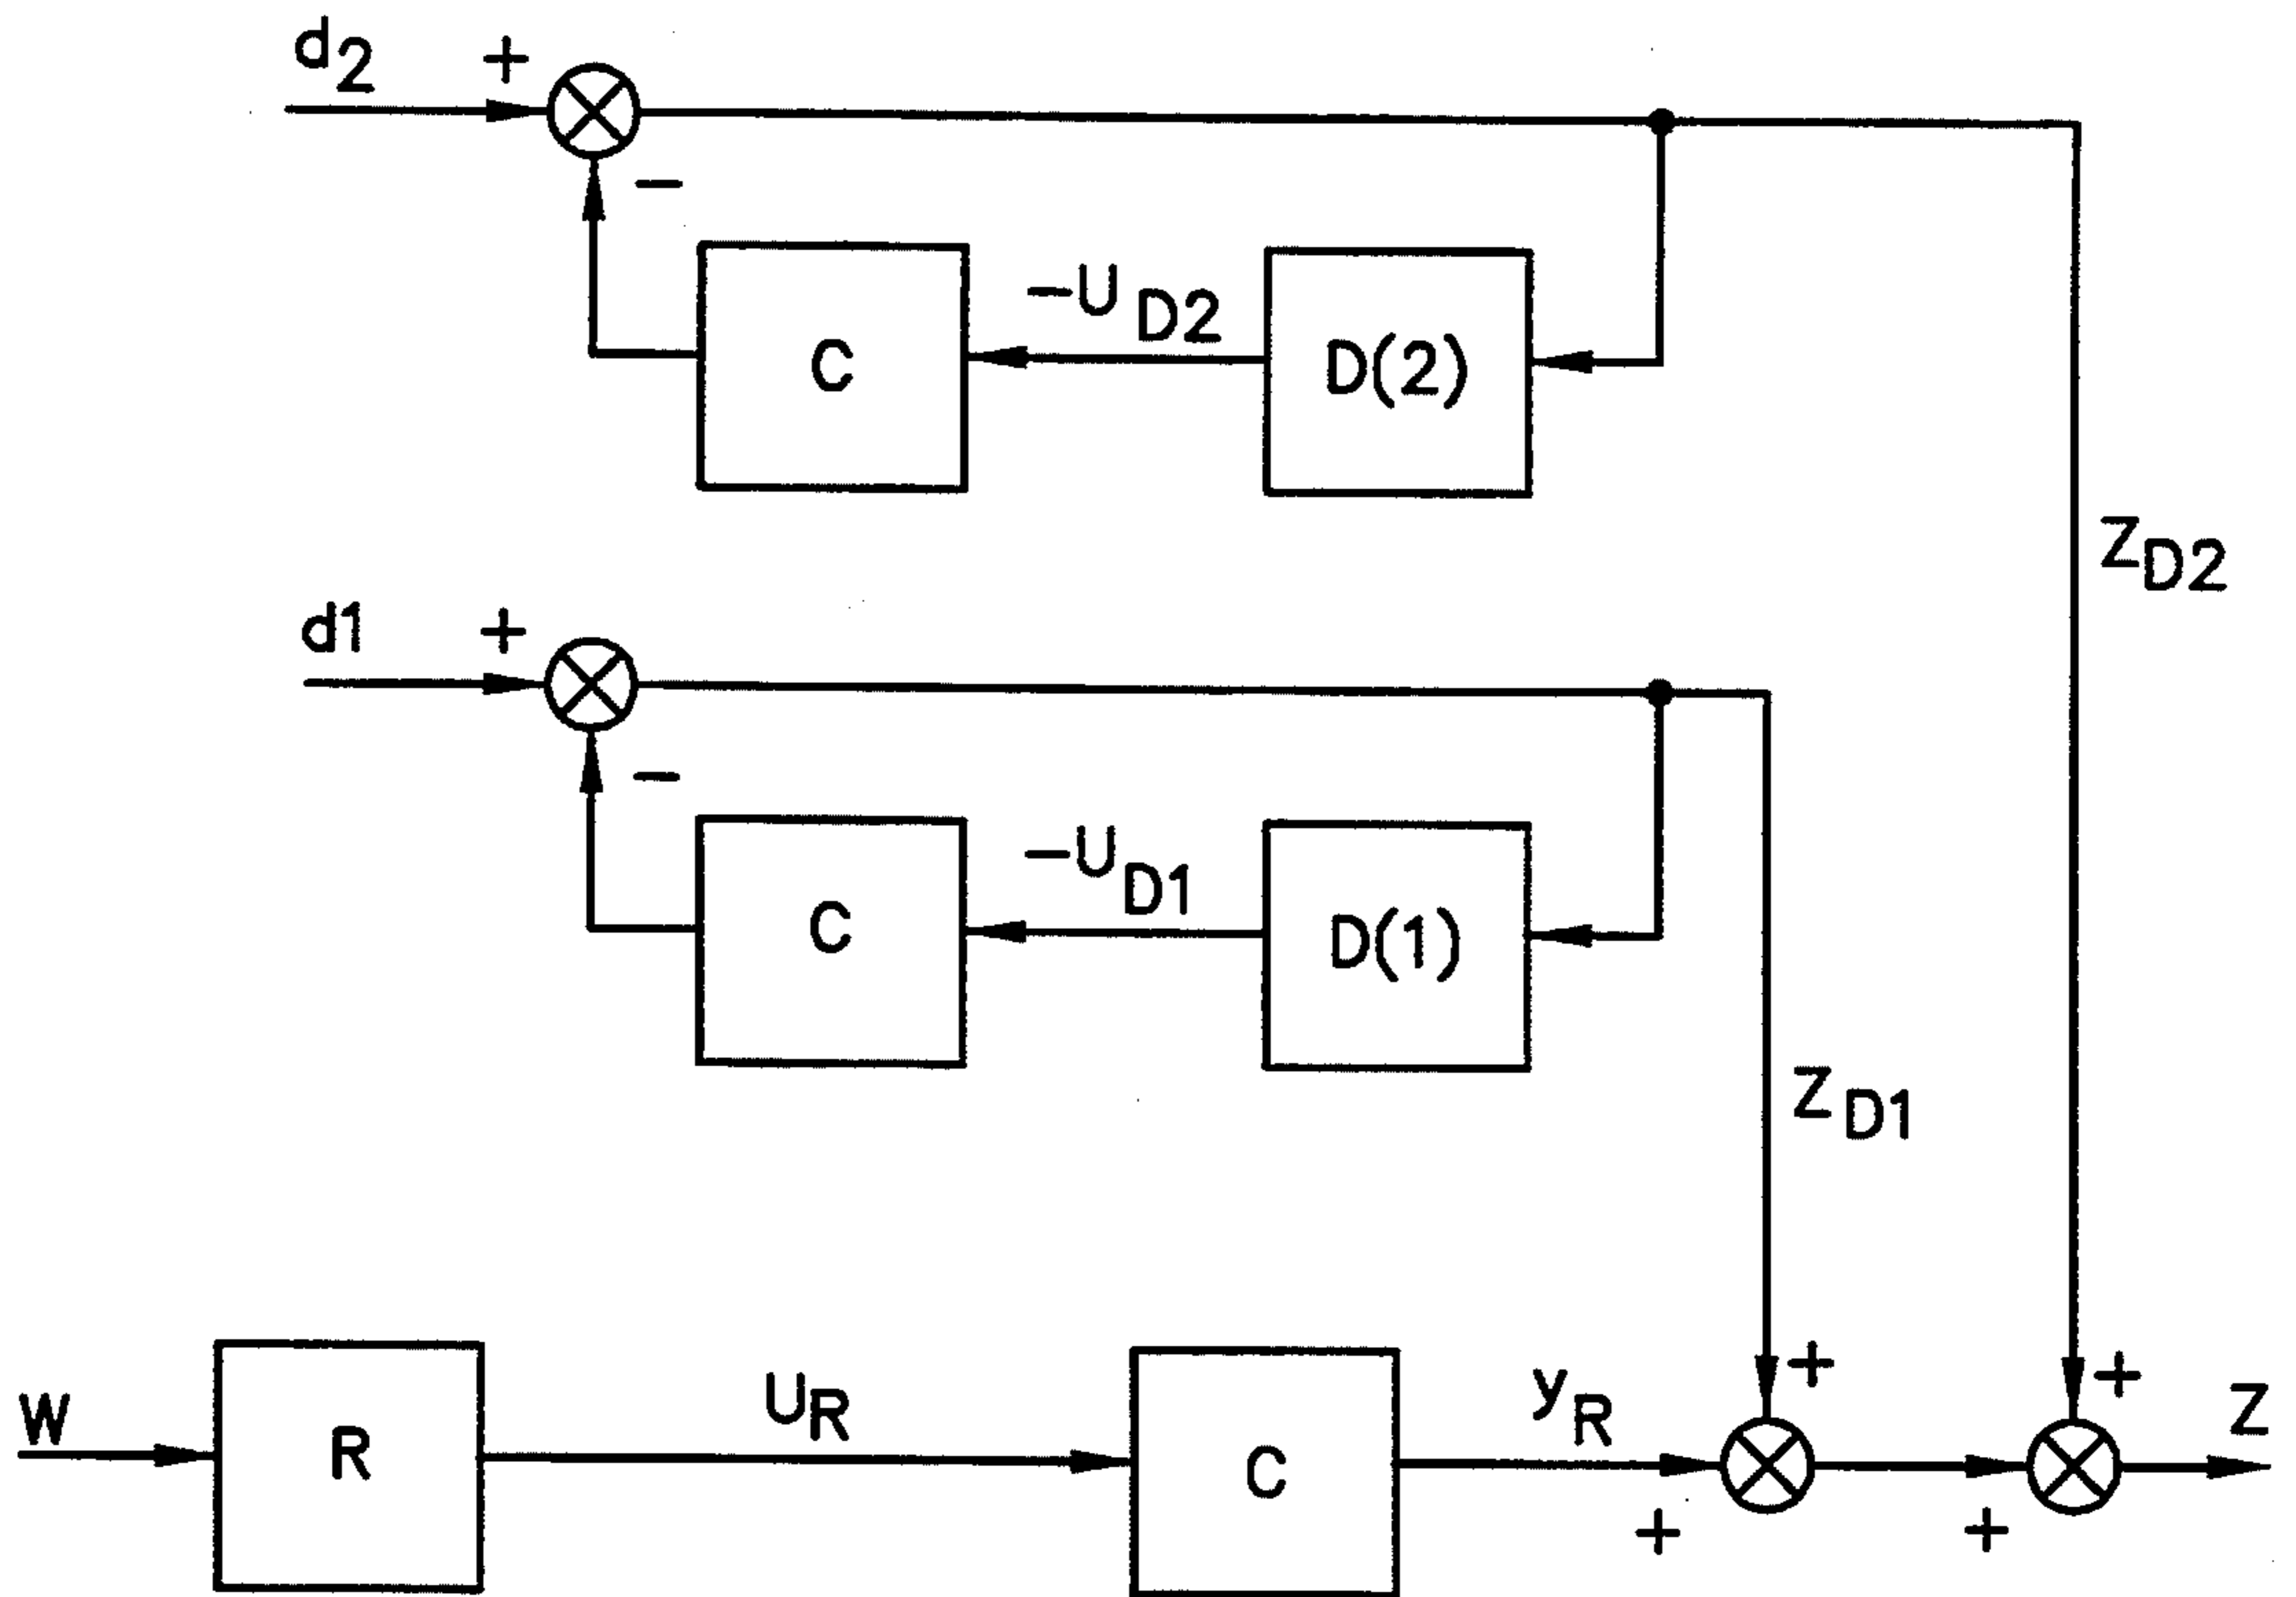 d2 +
−
C −UD2 D(2)
ZD2
d1 +
−
C −UD1 D(1)
ZD1
W R UR C yR + + + + Z